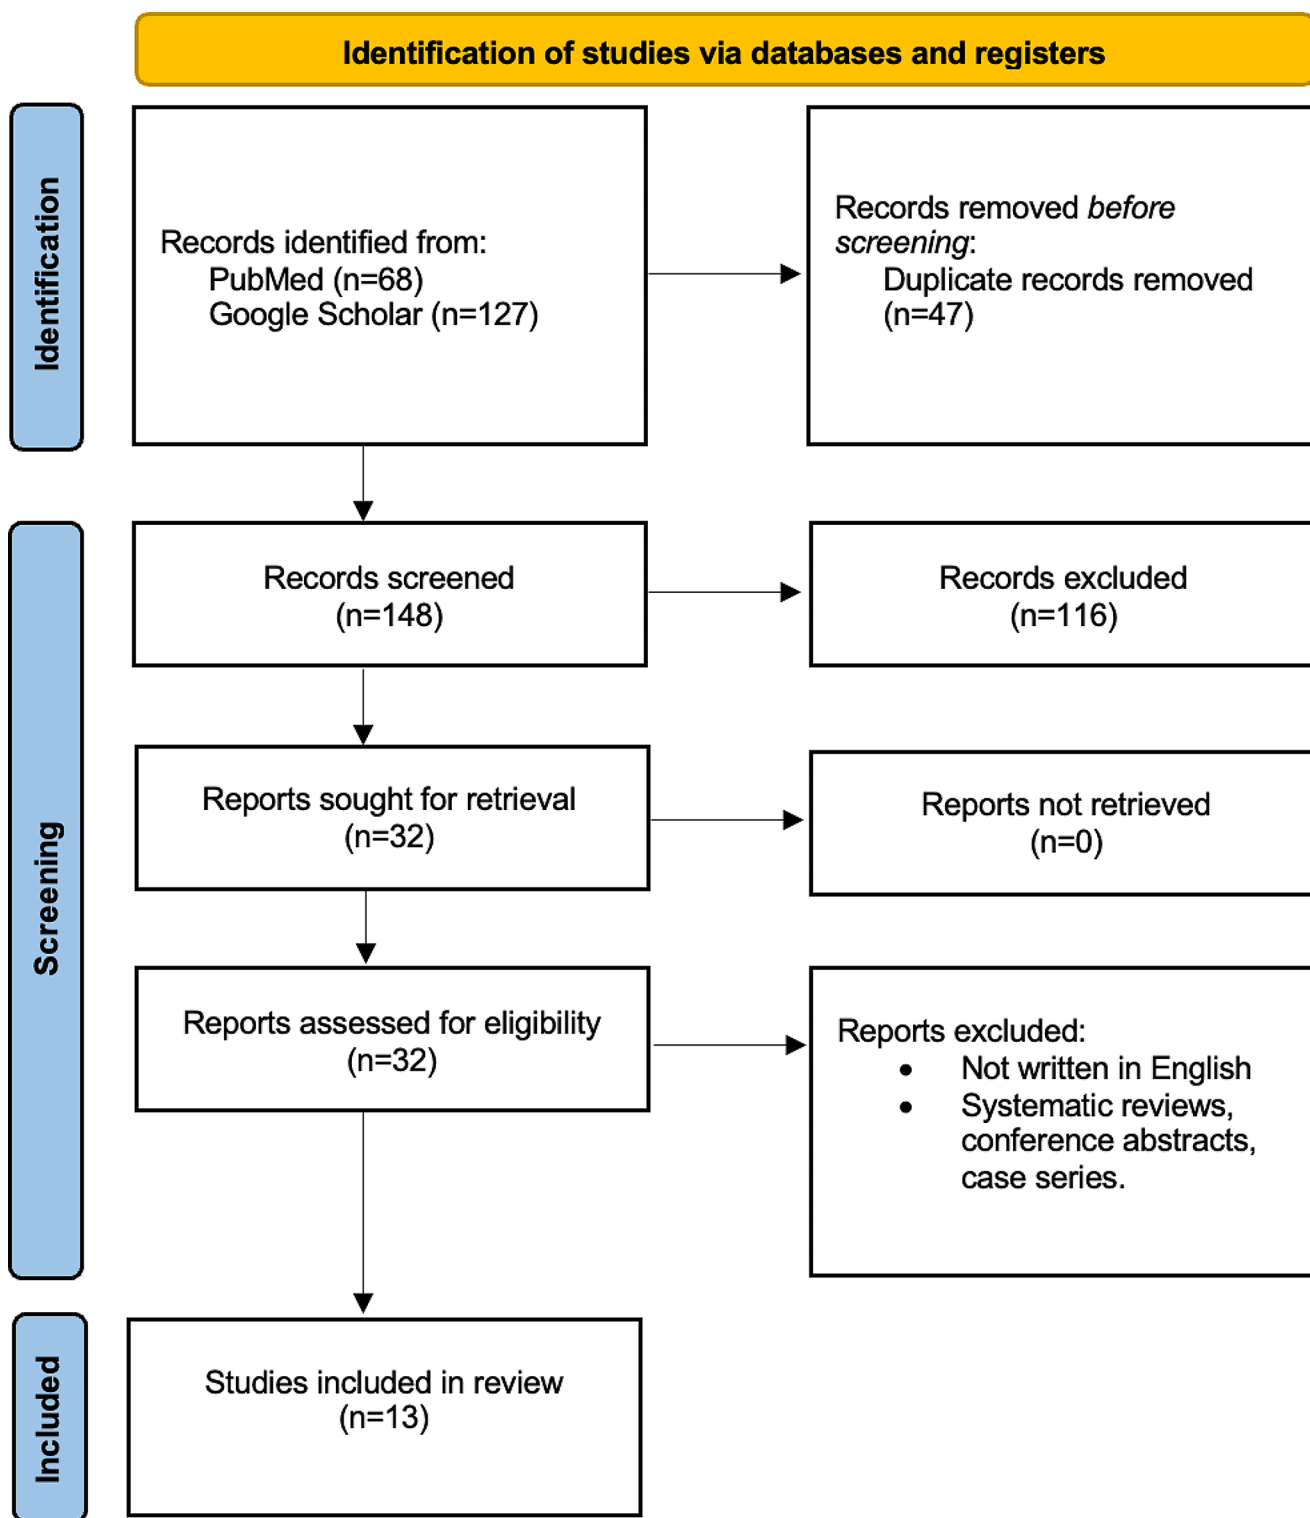 Identification of studies via databases and registers
Identification
Records identified from:
PubMed (n=68)
Google Scholar (n=127)
Records removed before
screening:
Duplicate records removed
(n=47)
Screening
Records screened
(n=148)
Records excluded
(n=116)
Reports sought for retrieval
(n=32)
Reports not retrieved
(n=0)
Reports assessed for eligibility
(n=32)
Reports excluded:
• Not written in English
• Systematic reviews,
conference abstracts,
case series.
Included
Studies included in review
(n=13)